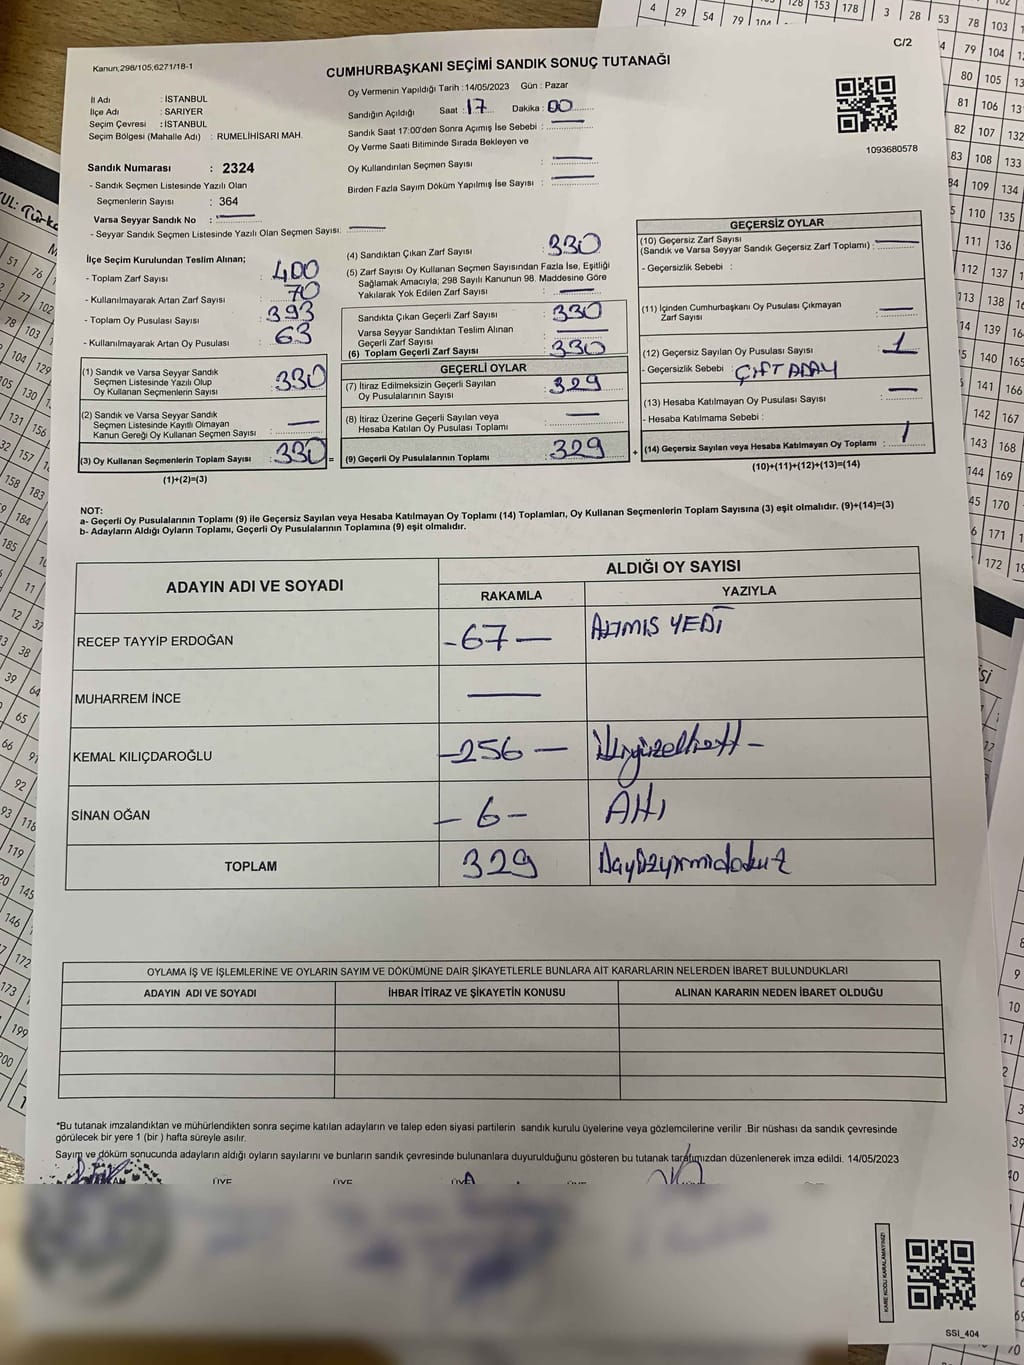 C/2
Kanun;298/105;6271/18-1
CUMHURBAŞKANI SEÇİMİ SANDIK SONUÇ TUTANAĞI
İl Adı : İSTANBUL
İlçe Adı : SARIYER
Seçim Çevresi : İSTANBUL
Seçim Bölgesi (Mahalle Adı) : RUMELİHİSARI MAH.
Oy Vermenin Yapıldığı Tarih :14/05/2023 Gün : Pazar
Sandığın Açıldığı Saat :17 Dakika :00
Sandık Saat 17:00'den Sonra Açımış İse Sebebi : —
Oy Verme Saati Bitiminde Sırada Bekleyen ve
Oy Kullandırılan Seçmen Sayısı : —
Birden Fazla Sayım Döküm Yapılmış İse Sayısı : —
1093680578
Sandık Numarası : 2324
- Sandık Seçmen Listesinde Yazılı Olan
Seçmenlerin Sayısı : 364
Varsa Seyyar Sandık No : —
- Seyyar Sandık Seçmen Listesinde Yazılı Olan Seçmen Sayısı: —
İlçe Seçim Kurulundan Teslim Alınan;
- Toplam Zarf Sayısı : 400
- Kullanılmayarak Artan Zarf Sayısı : 70
- Toplam Oy Pusulası Sayısı : 393
- Kullanılmayarak Artan Oy Pusulası : 63
(1) Sandık ve Varsa Seyyar Sandık
Seçmen Listesinde Yazılı Olup
Oy Kullanan Seçmenlerin Sayısı : 330
(2) Sandık ve Varsa Seyyar Sandık
Seçmen Listesinde Kayıtlı Olmayan
Kanun Gereği Oy Kullanan Seçmen Sayısı : —
(3) Oy Kullanan Seçmenlerin Toplam Sayısı : 330 =
(1)+(2)=(3)
(4) Sandıktan Çıkan Zarf Sayısı : 330
(5) Zarf Sayısı Oy Kullanan Seçmen Sayısından Fazla İse, Eşitliği
Sağlamak Amacıyla; 298 Sayılı Kanunun 98. Maddesine Göre
Yakılarak Yok Edilen Zarf Sayısı : —
Sandıkta Çıkan Geçerli Zarf Sayısı : 330
Varsa Seyyar Sandıktan Teslim Alınan
Geçerli Zarf Sayısı : —
(6) Toplam Geçerli Zarf Sayısı : 330
GEÇERLİ OYLAR
(7) İtiraz Edilmeksizin Geçerli Sayılan
Oy Pusulasının Sayısı : 329
(8) İtiraz Üzerine Geçerli Sayılan veya
Hesaba Katılan Oy Pusulası Toplamı : —
(9) Geçerli Oy Pusulalarının Toplamı : 329 +
GEÇERSİZ OYLAR
(10) Geçersiz Zarf Sayısı
(Sandık ve Varsa Seyyar Sandık Geçersiz Zarf Toplamı) : —
- Geçersizlik Sebebi :
(11) İçinden Cumhurbaşkanı Oy Pusulası Çıkmayan
Zarf Sayısı : —
(12) Geçersiz Sayılan Oy Pusulası Sayısı : 1
- Geçersizlik Sebebi : ÇİFT ADAY
(13) Hesaba Katılmayan Oy Pusulası Sayısı : —
- Hesaba Katılmama Sebebi :
(14) Geçersiz Sayılan veya Hesaba Katılmayan Oy Toplamı : 1
(10)+(11)+(12)+(13)=(14)
NOT:
a- Geçerli Oy Pusulalarının Toplamı (9) ile Geçersiz Sayılan veya Hesaba Katılmayan Oy Toplamı (14) Toplamları, Oy Kullanan Seçmenlerin Toplam Sayısına (3) eşit olmalıdır. (9)+(14)=(3)
b- Adayların Aldığı Oyların Toplamı, Geçerli Oy Pusulalarının Toplamına (9) eşit olmalıdır.
ADAYIN ADI VE SOYADI
ALDIĞI OY SAYISI
RAKAMLA YAZIYLA
RECEP TAYYİP ERDOĞAN -67— ALTMIŞ YEDİ
MUHARREM İNCE —
KEMAL KILIÇDAROĞLU -256—
SİNAN OĞAN -6- Altı
TOPLAM 329
OYLAMA İŞ VE İŞLEMLERİNE VE OYLARIN SAYIM VE DÖKÜMÜNE DAİR ŞİKAYETLERLE BUNLARA AİT KARARLARIN NELERDEN İBARET BULUNDUKLARI
ADAYIN ADI VE SOYADI İHBAR İTİRAZ VE ŞİKAYETİN KONUSU ALINAN KARARIN NEDEN İBARET OLDUĞU
*Bu tutanak imzalandıktan ve mühürlendikten sonra seçime katılan adayların ve talep eden siyasi partilerin sandık kurulu üyelerine veya gözlemcilerine verilir .Bir nüshası da sandık çevresinde
görülecek bir yere 1 (bir ) hafta süreyle asılır.
Sayım ve döküm sonucunda adayların aldığı oyların sayılarını ve bunların sandık çevresinde bulunanlara duyurulduğunu gösteren bu tutanak tarafımızdan düzenlenerek imza edildi. 14/05/2023
ÜYE ÜYE ÜYE
KARE KODU KARALAMAYINIZ!
SSI_404